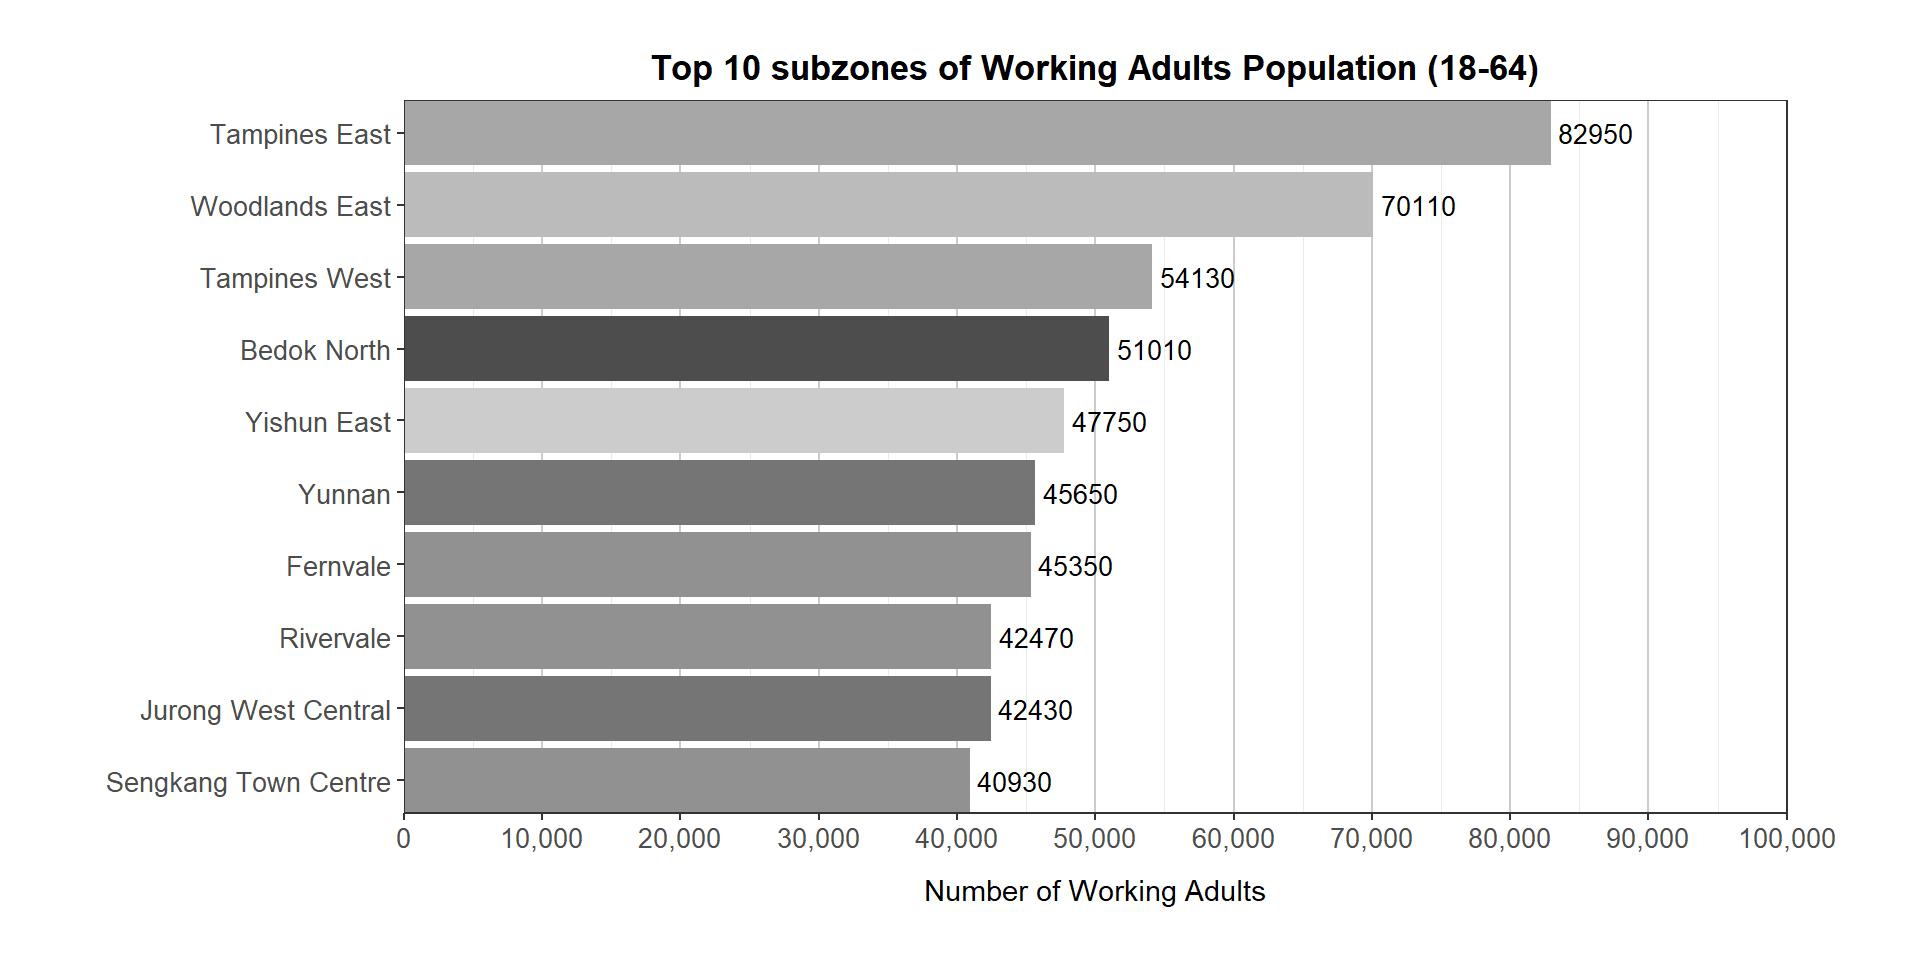 Top 10 subzones of Working Adults Population (18-64)
Tampines East 82950
Woodlands East 70110
Tampines West 54130
Bedok North 51010
Yishun East 47750
Yunnan 45650
Fernvale 45350
Rivervale 42470
Jurong West Central 42430
Sengkang Town Centre 40930
0 10,000 20,000 30,000 40,000 50,000 60,000 70,000 80,000 90,000 100,000
Number of Working Adults